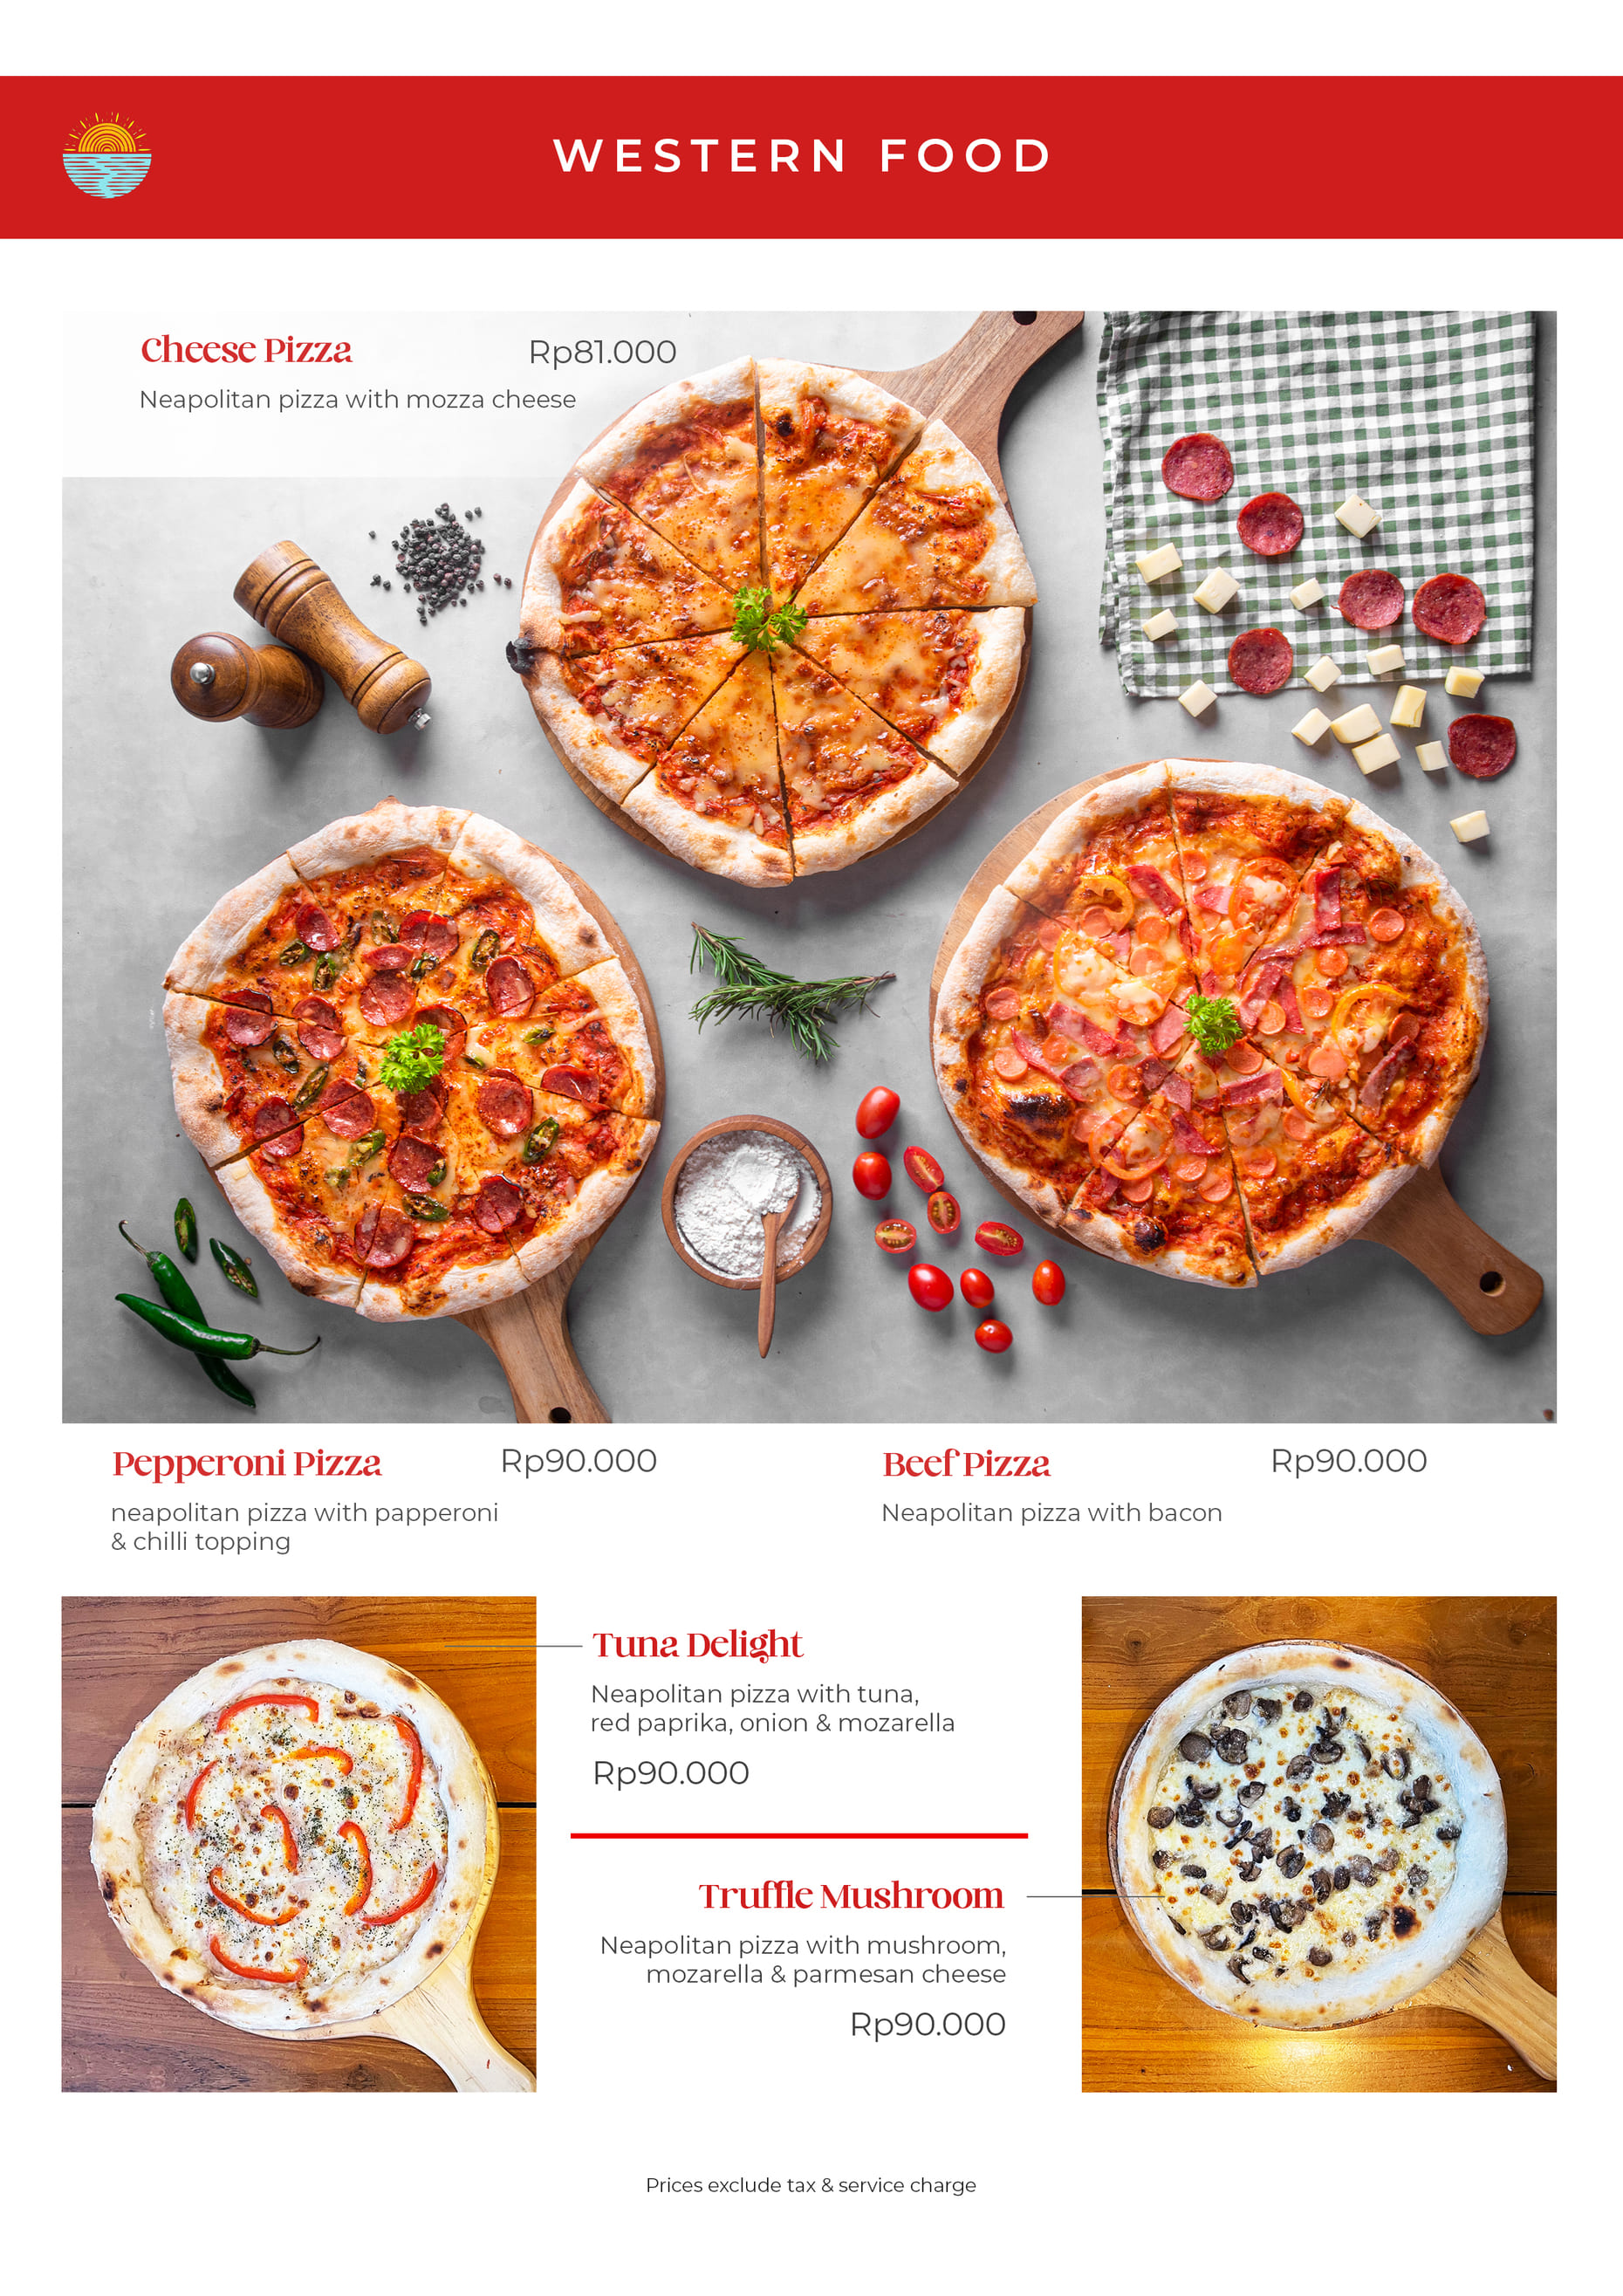 WESTERN FOOD
Cheese Pizza
Rp81.000
Neapolitan pizza with mozza cheese
Pepperoni Pizza
Rp90.000
neapolitan pizza with papperoni
& chilli topping
Beef Pizza
Rp90.000
Neapolitan pizza with bacon
Tuna Delight
Neapolitan pizza with tuna,
red paprika, onion & mozarella
Rp90.000
Truffle Mushroom
Neapolitan pizza with mushroom,
mozarella & parmesan cheese
Rp90.000
Prices exclude tax & service charge